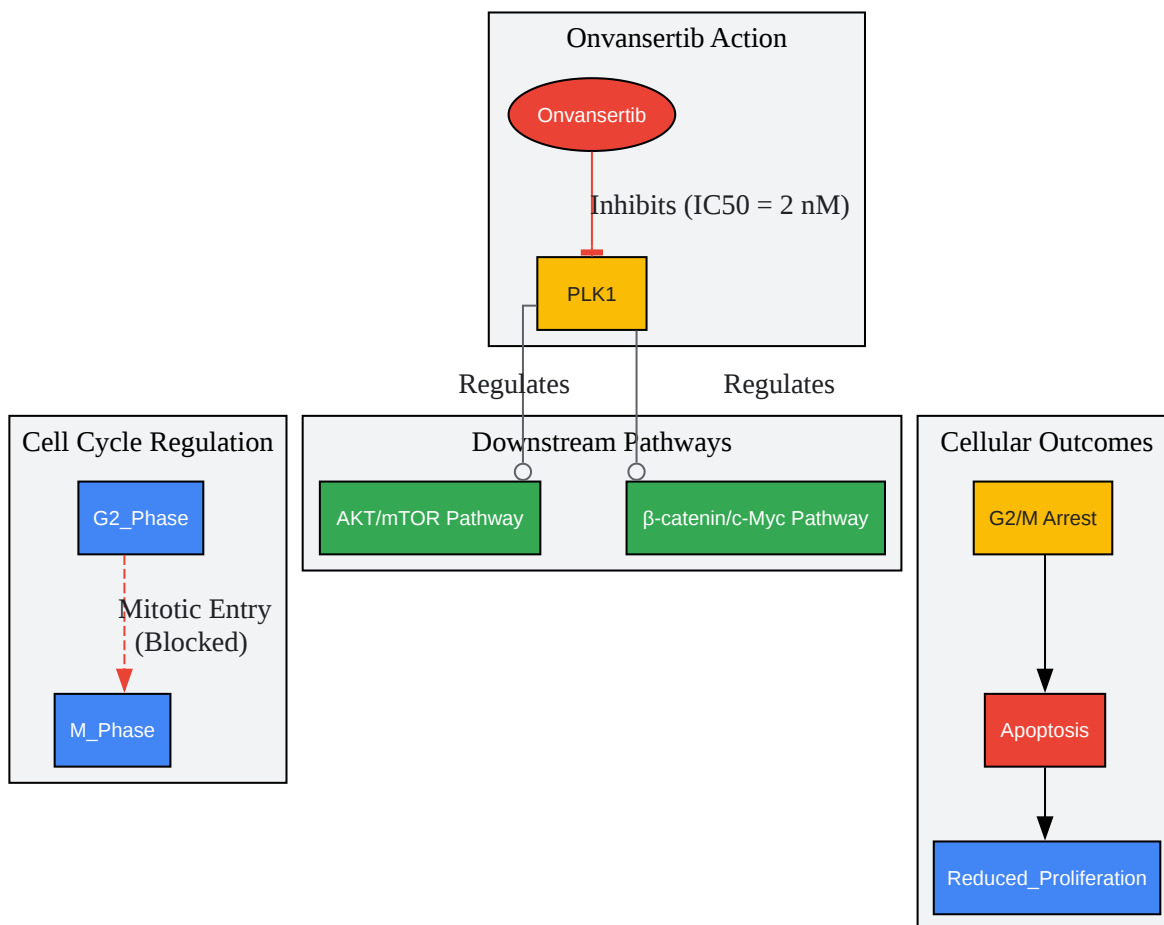 Onvansertib Action
Onvansertib
Inhibits (IC50 = 2 nM)
PLK1
Regulates
Regulates
Cell Cycle Regulation
G2_Phase
Mitotic Entry
(Blocked)
M_Phase
Downstream Pathways
AKT/mTOR Pathway
β-catenin/c-Myc Pathway
Cellular Outcomes
G2/M Arrest
Apoptosis
Reduced_Proliferation